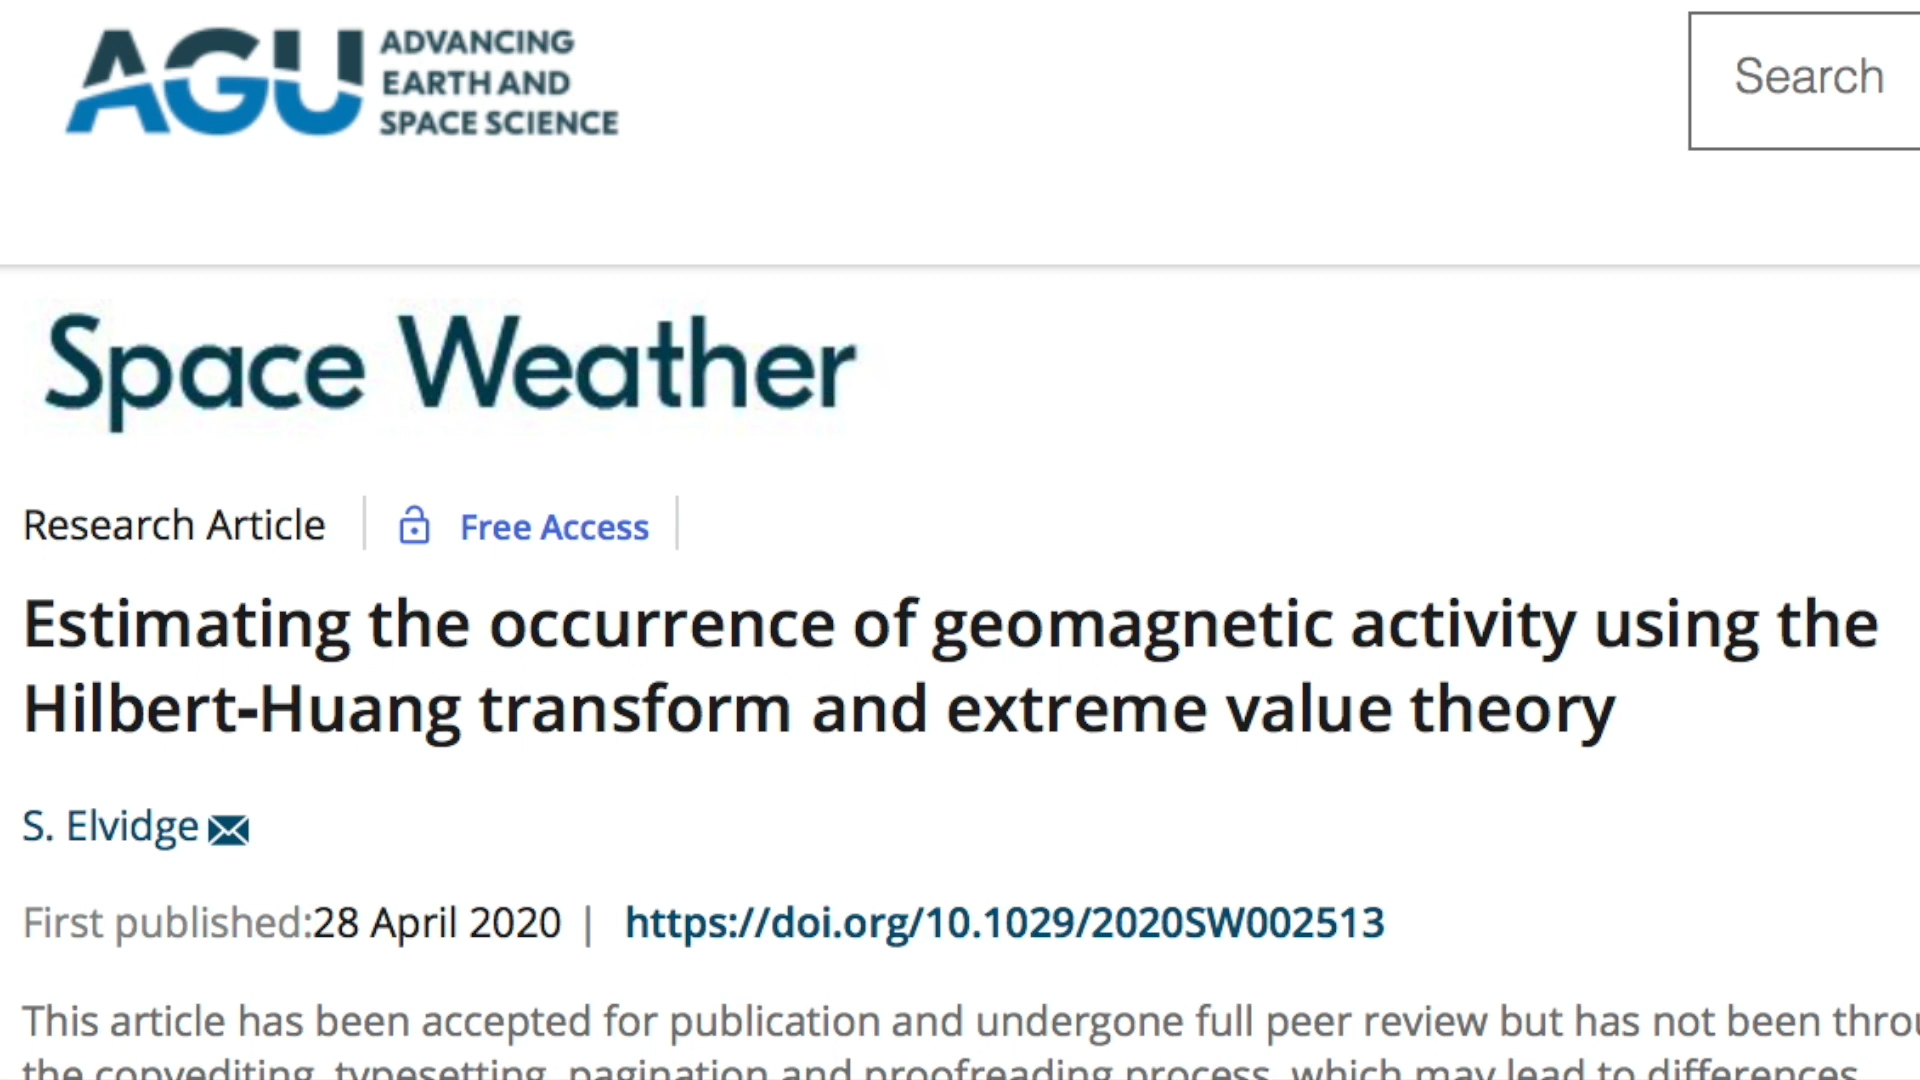 AGU
ADVANCING
EARTH AND
SPACE SCIENCE
Search
Space Weather
Research Article
Free Access
Estimating the occurrence of geomagnetic activity using the
Hilbert-Huang transform and extreme value theory
S. Elvidge
First published:28 April 2020 | https://doi.org/10.1029/2020SW002513
This article has been accepted for publication and undergone full peer review but has not been
the copyediting, typesetting, pagination and proofreading process, which may lead to differences